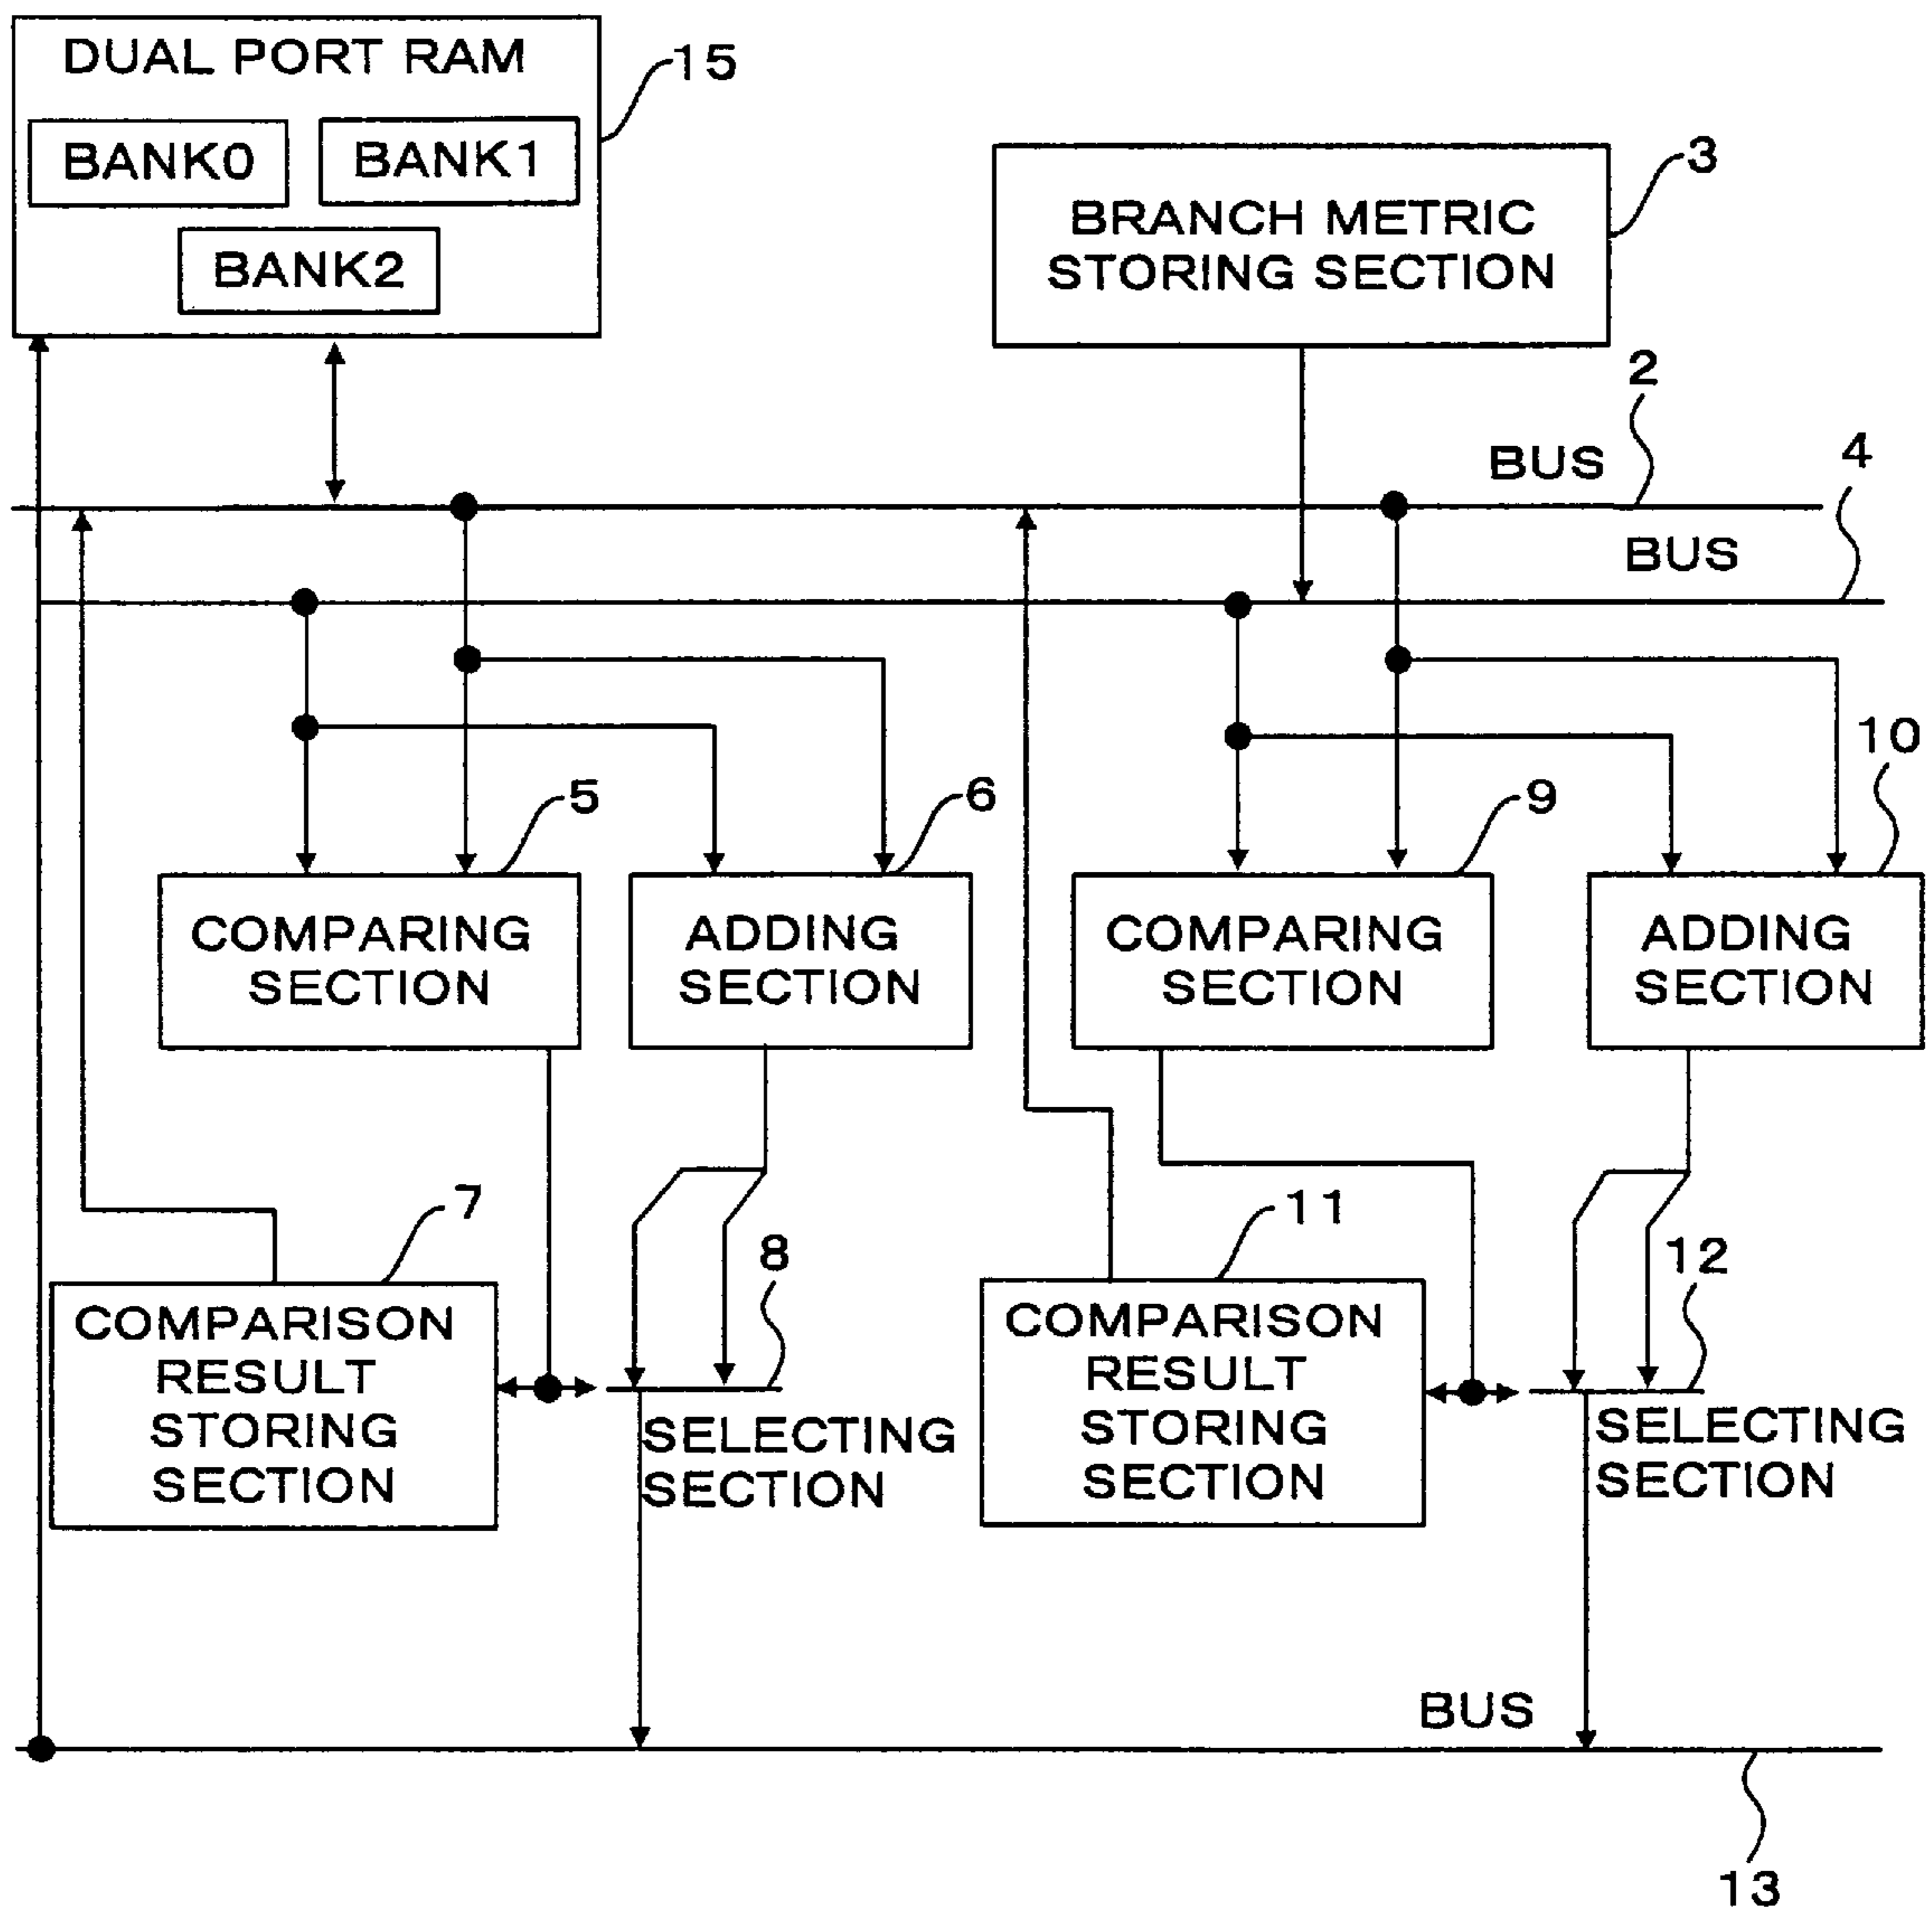 DUAL PORT RAM
15
BANK0
BANK1
BANK2
BRANCH METRIC
STORING SECTION
3
2
BUS
4
BUS
10
5
6
9
COMPARING
SECTION
ADDING
SECTION
COMPARING
SECTION
ADDING
SECTION
7
8
11
12
COMPARISON
RESULT
STORING
SECTION
SELECTING
SECTION
COMPARISON
RESULT
STORING
SECTION
SELECTING
SECTION
BUS
13